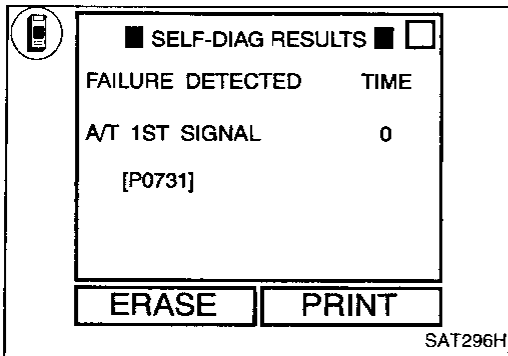 ■ SELF-DIAG RESULTS ■ □
FAILURE DETECTED TIME
A/T 1ST SIGNAL 0
[P0731]
ERASE PRINT
SAT296H